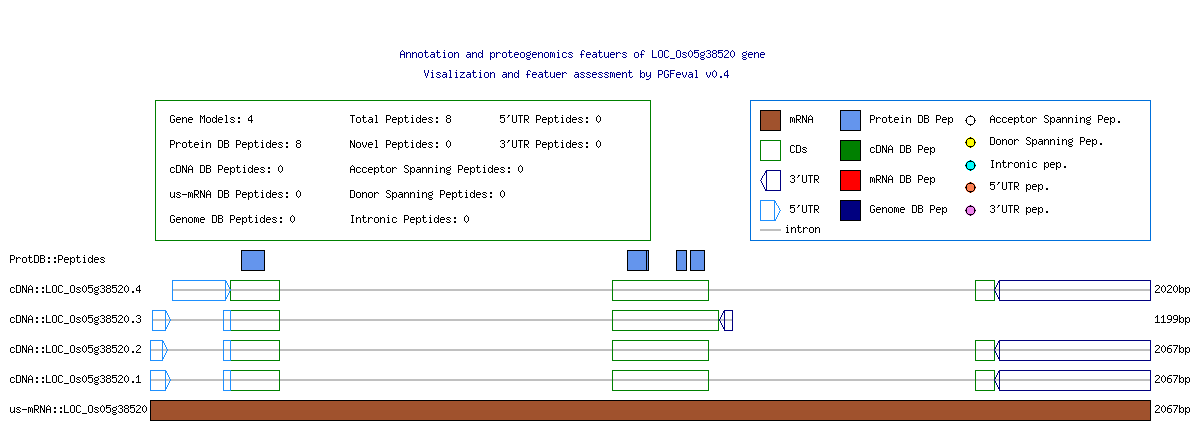 Annotation and proteogenomics featuers of LOC_Os05g38520 gene
Visalization and featuer assessment by PGFeval v0.4
Gene Models: 4 Total Peptides: 8 5'UTR Peptides: 0
Protein DB Peptides: 8 Novel Peptides: 0 3'UTR Peptides: 0
cDNA DB Peptides: 0 Acceptor Spanning Peptides: 0
us-mRNA DB Peptides: 0 Donor Spanning Peptides: 0
Genome DB Peptides: 0 Intronic Peptides: 0
mRNA Protein DB Pep Acceptor Spanning Pep.
CDs cDNA DB Pep Donor Spanning Pep.
3'UTR mRNA DB Pep Intronic pep.
5'UTR Genome DB Pep 5'UTR pep.
intron 3'UTR pep.
ProtDB::Peptides
cDNA::LOC_Os05g38520.4 2020bp
cDNA::LOC_Os05g38520.3 1199bp
cDNA::LOC_Os05g38520.2 2067bp
cDNA::LOC_Os05g38520.1 2067bp
us-mRNA::LOC_Os05g38520 2067bp